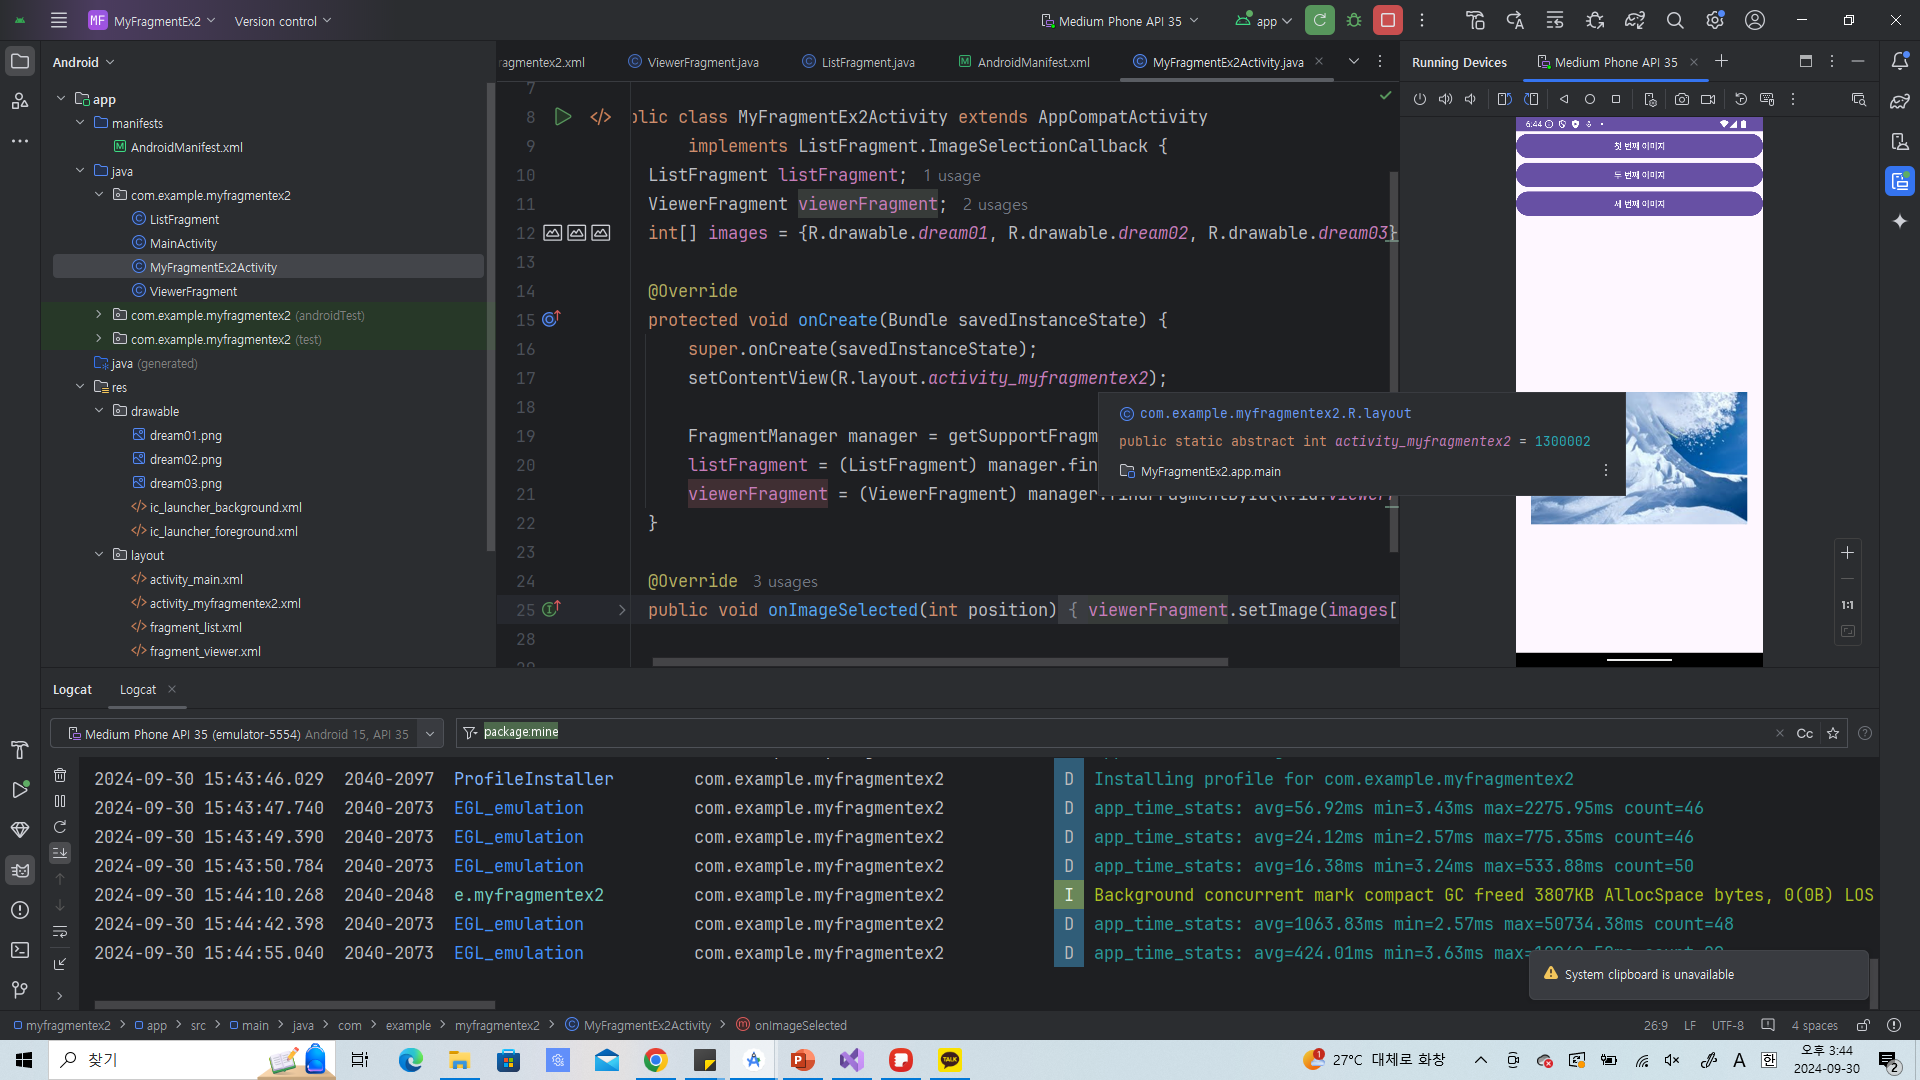 MF MyFragmentEx2 Version control Medium Phone API 35 app
Android
ragmentex2.xml ViewerFragment.java ListFragment.java AndroidManifest.xml MyFragmentEx2Activity.java
Running Devices Medium Phone API 35
app
manifests
AndroidManifest.xml
java
com.example.myfragmentex2
ListFragment
MainActivity
MyFragmentEx2Activity
ViewerFragment
com.example.myfragmentex2 (androidTest)
com.example.myfragmentex2 (test)
java (generated)
res
drawable
dream01.png
dream02.png
dream03.png
ic_launcher_background.xml
ic_launcher_foreground.xml
layout
activity_main.xml
activity_myfragmentex2.xml
fragment_list.xml
fragment_viewer.xml
7
8 blic class MyFragmentEx2Activity extends AppCompatActivity
9 implements ListFragment.ImageSelectionCallback {
10 ListFragment listFragment; 1 usage
11 ViewerFragment viewerFragment; 2 usages
12 int[] images = {R.drawable.dream01, R.drawable.dream02, R.drawable.dream03}
13
14 @Override
15 protected void onCreate(Bundle savedInstanceState) {
16 super.onCreate(savedInstanceState);
17 setContentView(R.layout.activity_myfragmentex2);
18
19 FragmentManager manager = getSupportFragm
20 listFragment = (ListFragment) manager.fin
21 viewerFragment = (ViewerFragment) manager.findFragmentById(R.id.viewerF
22 }
23
24 @Override 3 usages
25 public void onImageSelected(int position) { viewerFragment.setImage(images[
28
com.example.myfragmentex2.R.layout
public static abstract int activity_myfragmentex2 = 1300002
MyFragmentEx2.app.main
6:44
첫 번째 이미지
두 번째 이미지
세 번째 이미지
1:1
Logcat Logcat
Medium Phone API 35 (emulator-5554) Android 15, API 35
package:mine
Cc
2024-09-30 15:43:46.029 2040-2097 ProfileInstaller com.example.myfragmentex2 D Installing profile for com.example.myfragmentex2
2024-09-30 15:43:47.740 2040-2073 EGL_emulation com.example.myfragmentex2 D app_time_stats: avg=56.92ms min=3.43ms max=2275.95ms count=46
2024-09-30 15:43:49.390 2040-2073 EGL_emulation com.example.myfragmentex2 D app_time_stats: avg=24.12ms min=2.57ms max=775.35ms count=46
2024-09-30 15:43:50.784 2040-2073 EGL_emulation com.example.myfragmentex2 D app_time_stats: avg=16.38ms min=3.24ms max=533.88ms count=50
2024-09-30 15:44:10.268 2040-2048 e.myfragmentex2 com.example.myfragmentex2 I Background concurrent mark compact GC freed 3807KB AllocSpace bytes, 0(0B) LOS
2024-09-30 15:44:42.398 2040-2073 EGL_emulation com.example.myfragmentex2 D app_time_stats: avg=1063.83ms min=2.57ms max=50734.38ms count=48
2024-09-30 15:44:55.040 2040-2073 EGL_emulation com.example.myfragmentex2 D app_time_stats: avg=424.01ms min=3.63ms
System clipboard is unavailable
myfragmentex2 app src main java com example myfragmentex2 MyFragmentEx2Activity onImageSelected
26:9 LF UTF-8 4 spaces
찾기
TALK
27°C 대체로 화창
A 한
오후 3:44
2024-09-30
2